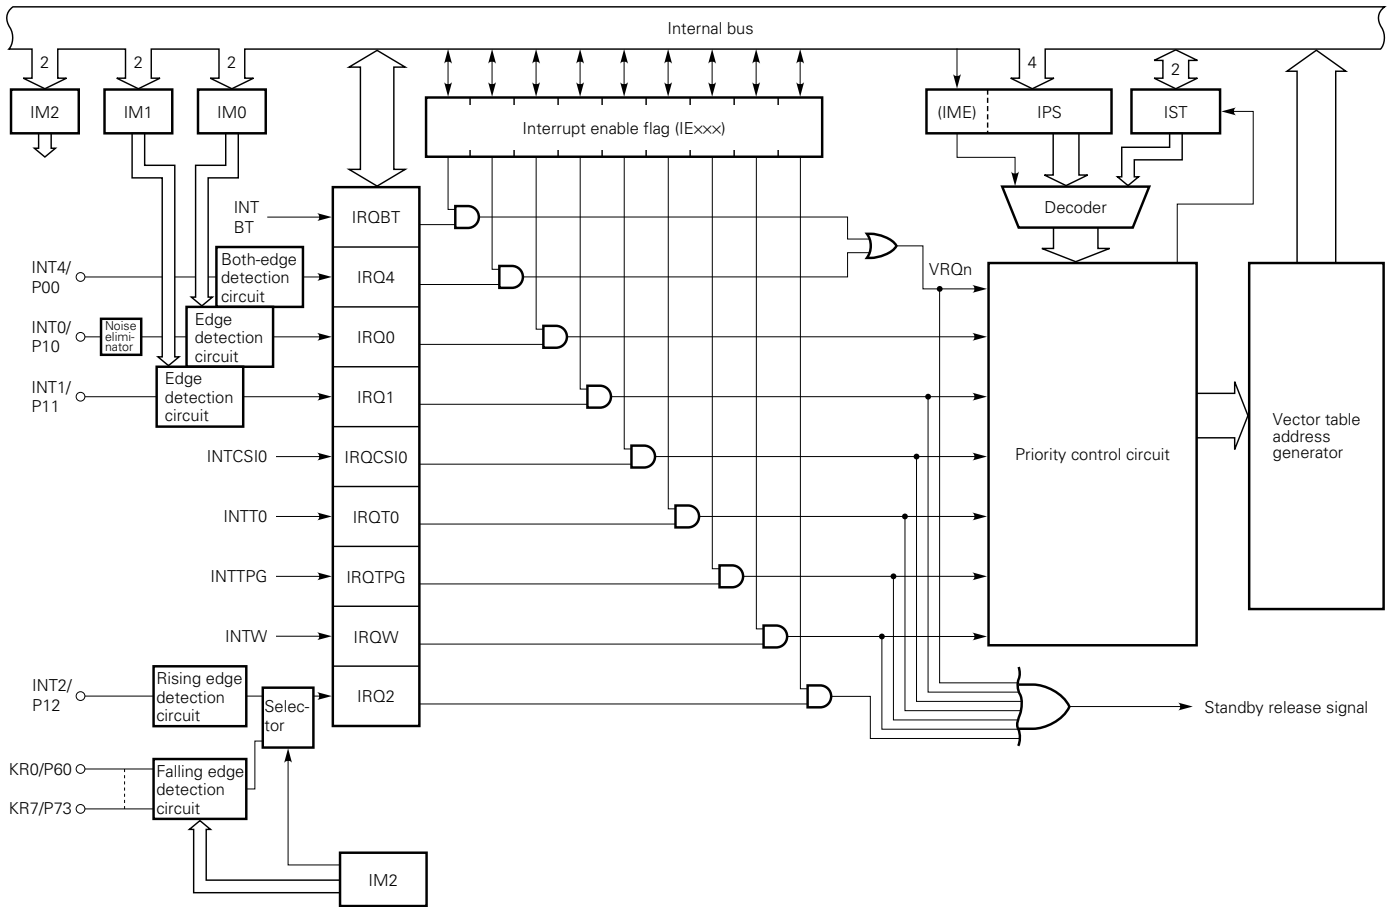 Internal bus
2
2
2
4
2
IM2
IM1
IM0
Interrupt enable flag (IE×××)
(IME)
IPS
IST
Decoder
INT
BT
IRQBT
INT4/
P00
Both-edge
detection
circuit
IRQ4
VRQn
INT0/
P10
Noise
elimi-
nator
Edge
detection
circuit
IRQ0
INT1/
P11
Edge
detection
circuit
IRQ1
INTCSI0
IRQCSI0
Priority control circuit
Vector table
address
generator
INTT0
IRQT0
INTTPG
IRQTPG
INTW
IRQW
INT2/
P12
Rising edge
detection
circuit
Selec-
tor
IRQ2
Standby release signal
KR0/P60
KR7/P73
Falling edge
detection
circuit
IM2